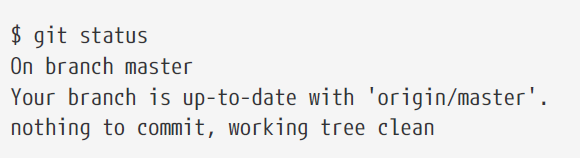 $ git status
On branch master
Your branch is up-to-date with 'origin/master'.
nothing to commit, working tree clean